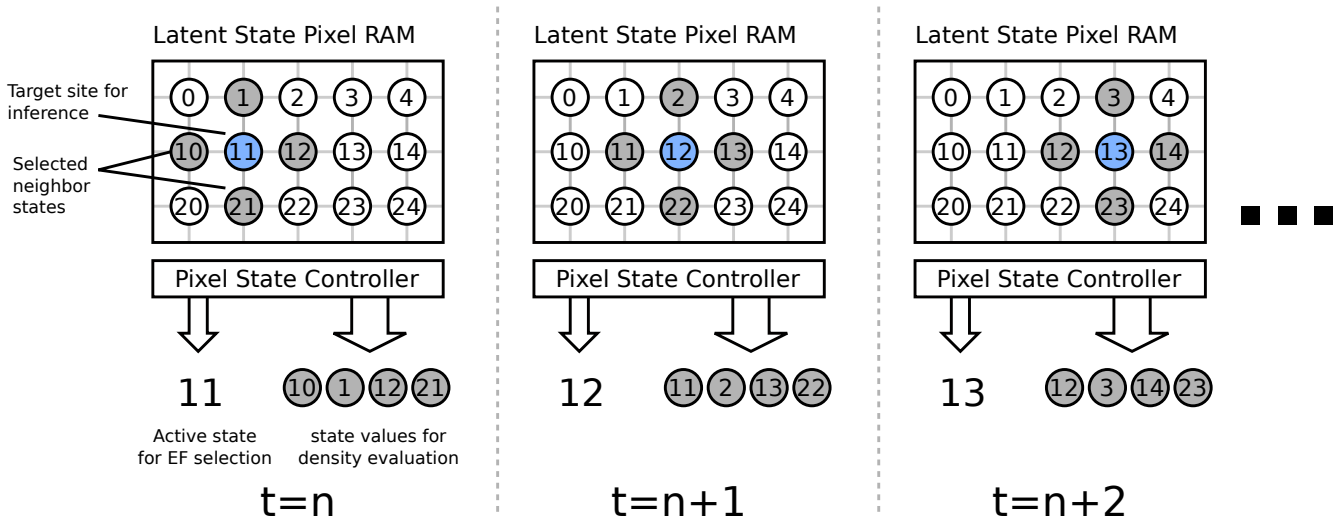 Latent State Pixel RAM
Target site for
inference
Selected
neighbor
states
0 1 2 3 4
10 11 12 13 14
20 21 22 23 24
Pixel State Controller
11
10 1 12 21
Active state
for EF selection
state values for
density evaluation
t=n
Latent State Pixel RAM
0 1 2 3 4
10 11 12 13 14
20 21 22 23 24
Pixel State Controller
12
11 2 13 22
t=n+1
Latent State Pixel RAM
0 1 2 3 4
10 11 12 13 14
20 21 22 23 24
Pixel State Controller
13
12 3 14 23
t=n+2